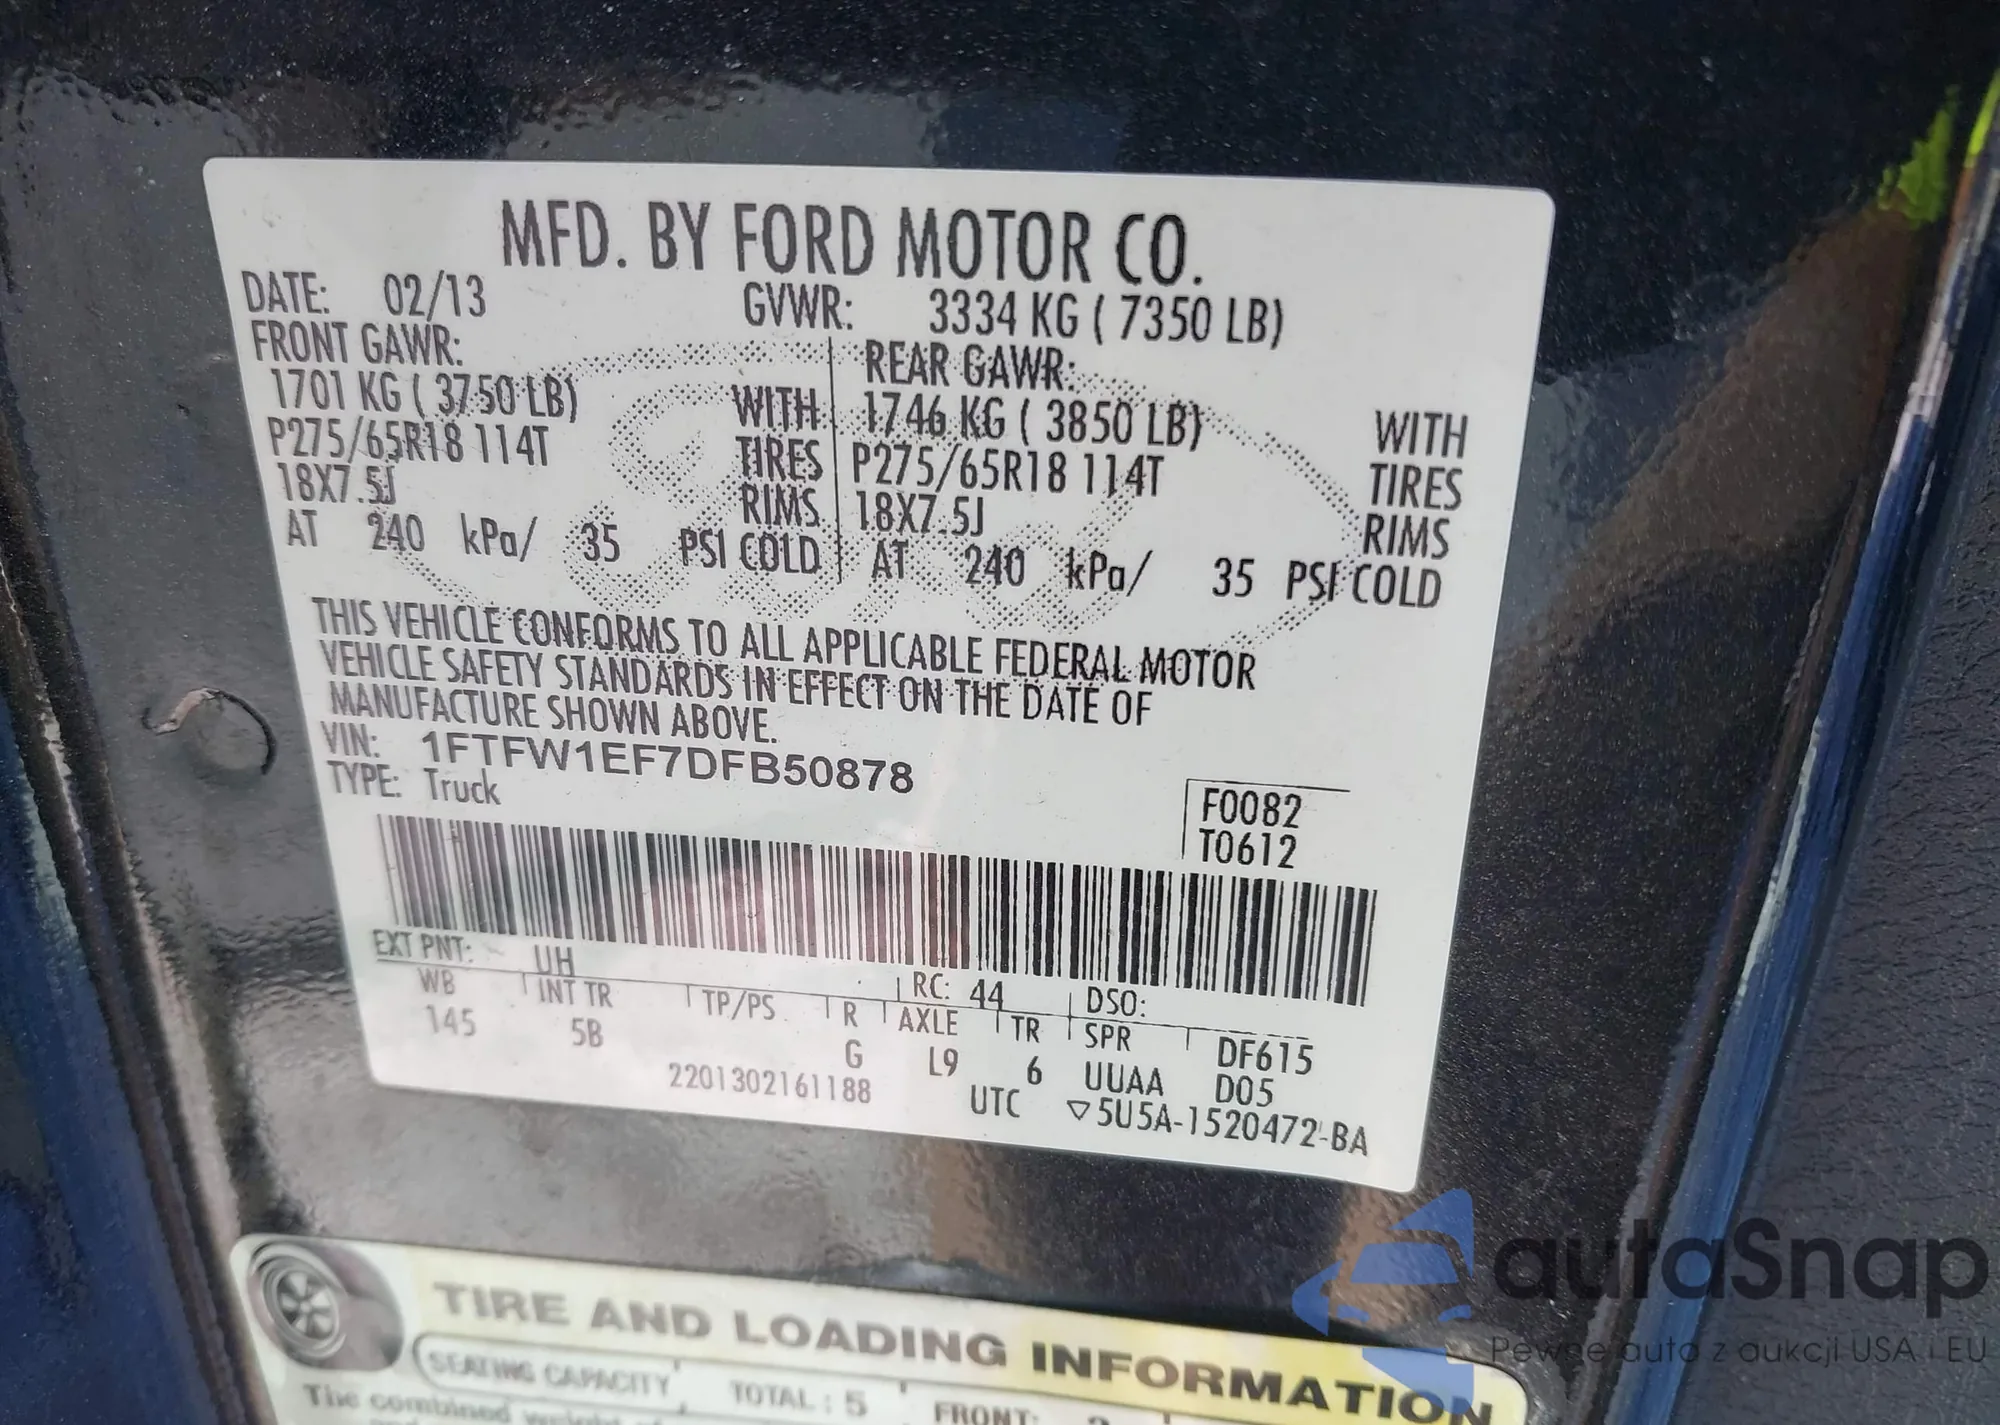 MFD. BY FORD MOTOR CO.
DATE: 02/13 GVWR: 3334 KG ( 7350 LB)
FRONT GAWR: REAR GAWR:
1701 KG ( 3750 LB) WITH 1746 KG ( 3850 LB) WITH
P275/65R18 114T TIRES P275/65R18 114T TIRES
18X7.5J RIMS 18X7.5J RIMS
AT 240 kPa/ 35 PSI COLD AT 240 kPa/ 35 PSI COLD
THIS VEHICLE CONFORMS TO ALL APPLICABLE FEDERAL MOTOR
VEHICLE SAFETY STANDARDS IN EFFECT ON THE DATE OF
MANUFACTURE SHOWN ABOVE.
VIN: 1FTFW1EF7DFB50878
TYPE: Truck
F0082
T0612
EXT PNT: UH RC: 44 DSO:
WB INT TR TP/PS R AXLE TR SPR DF615
145 5B G L9 6 UUAA D05
2201302161188 UTC ▽5U5A-1520472-BA
TIRE AND LOADING INFORMATION
SEATING CAPACITY TOTAL : 5 FRONT:
The combined weight of
autaSnap
Pewne auto z aukcji USA i EU